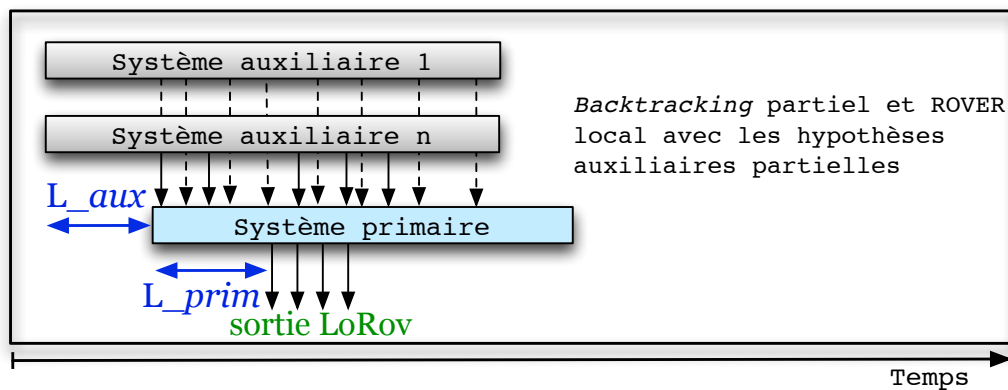 Système auxiliaire 1
Système auxiliaire n
Backtracking partiel et ROVER
local avec les hypothèses
auxiliaires partielles
L_aux
Système primaire
L_prim
sortie LoRov
Temps